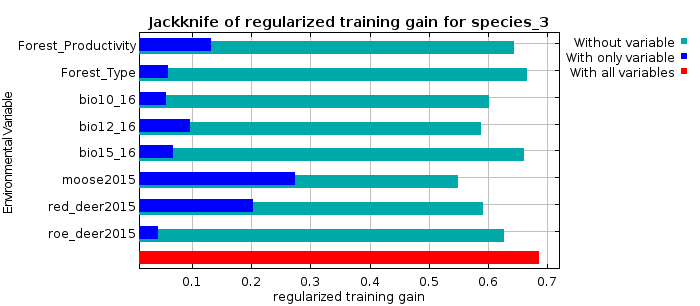 Jackknife of regularized training gain for species_3
Environmental Variable
Forest_Productivity
Forest_Type
bio10_16
bio12_16
bio15_16
moose2015
red_deer2015
roe_deer2015
0.1 0.2 0.3 0.4 0.5 0.6 0.7
regularized training gain
Without variable
With only variable
With all variables